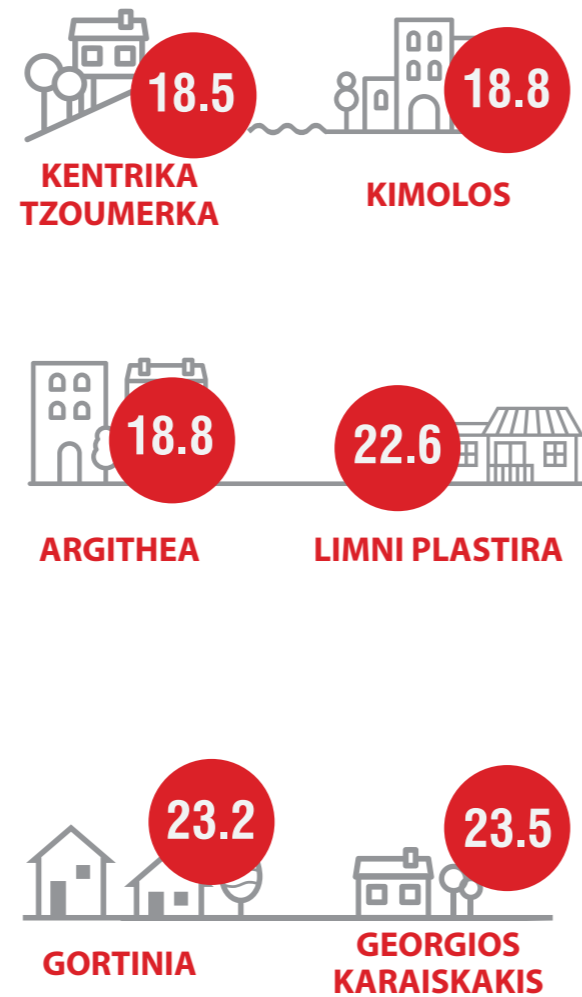 18.5
KENTRIKA
TZOUMERKA
18.8
KIMOLOS
18.8
ARGITHEA
22.6
LIMNI PLASTIRA
23.2
GORTINIA
23.5
GEORGIOS
KARAISKAKIS